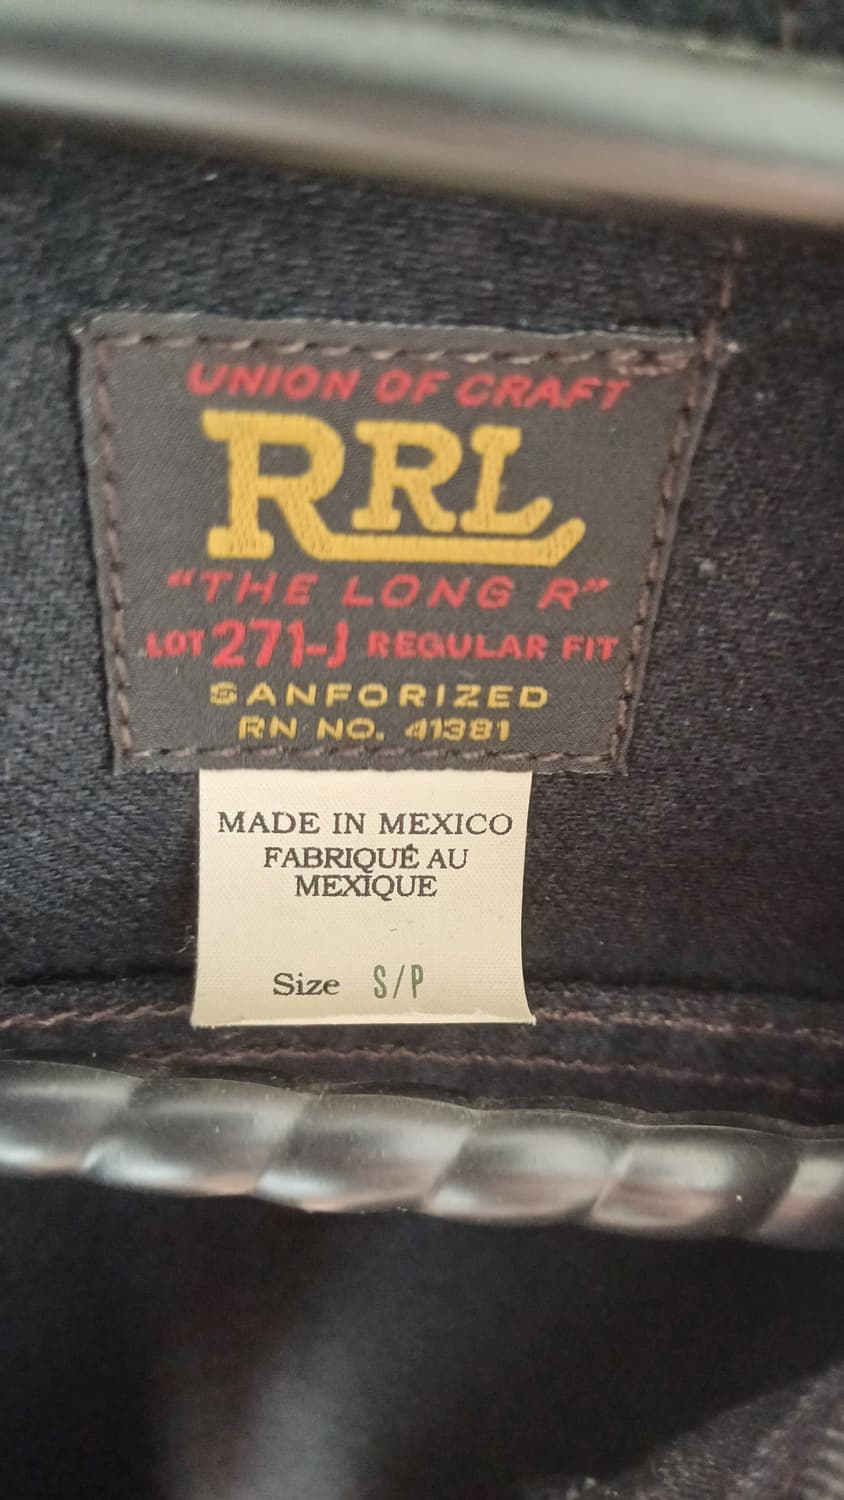 UNION OF CRAFT
RRL
“THE LONG R”
LOT 271-J REGULAR FIT
SANFORIZED
RN NO. 41381
MADE IN MEXICO
FABRIQUÉ AU
MEXIQUE
Size S/P